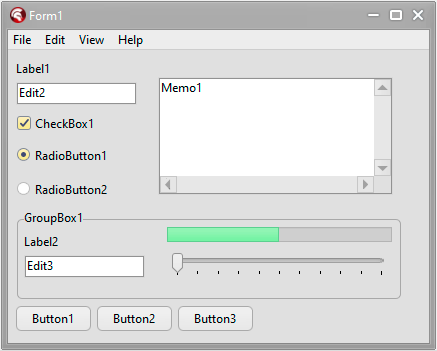 Form1
File Edit View Help
Label1
Edit2
Memo1
CheckBox1
RadioButton1
RadioButton2
GroupBox1
Label2
Edit3
Button1 Button2 Button3